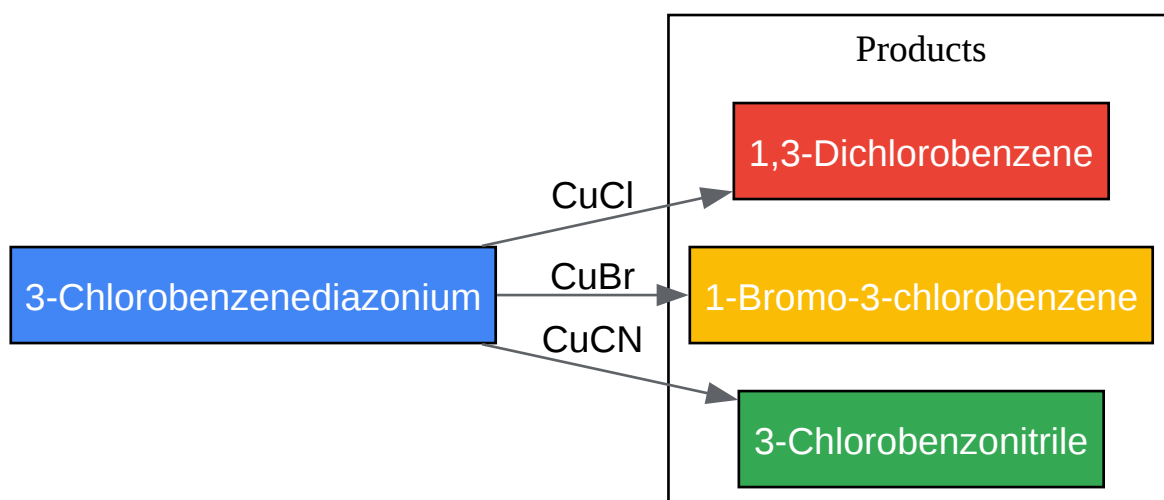 Products
1,3-Dichlorobenzene
CuCl
3-Chlorobenzenediazonium
CuBr
1-Bromo-3-chlorobenzene
CuCN
3-Chlorobenzonitrile